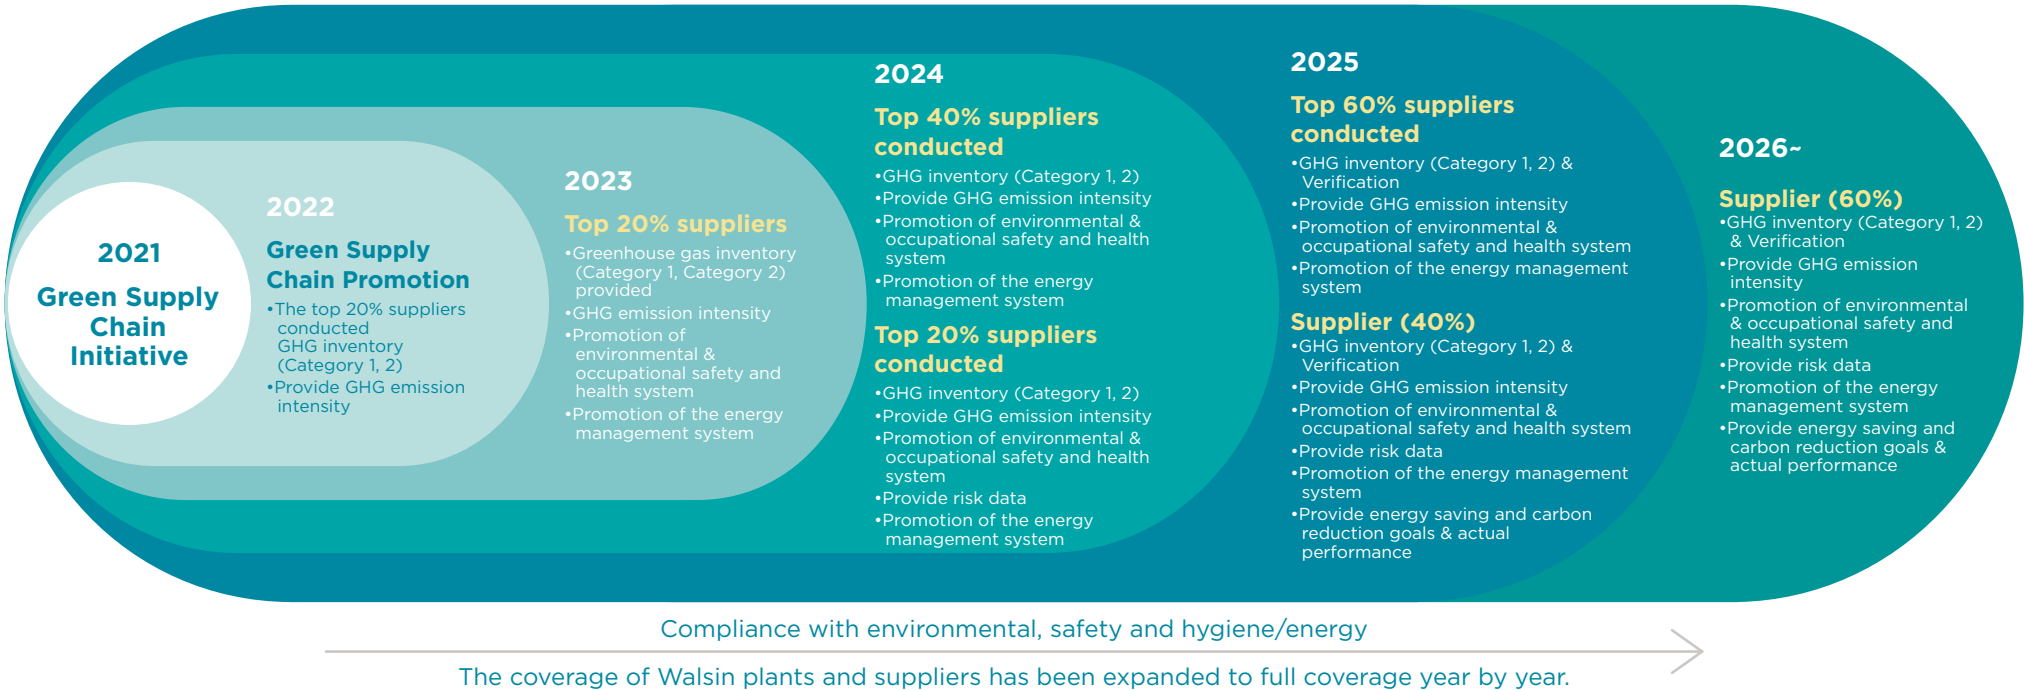 2021
Green Supply
Chain
Initiative
2022
Green Supply
Chain Promotion
•The top 20% suppliers
conducted
GHG inventory
(Category 1, 2)
•Provide GHG emission
intensity
2023
Top 20% suppliers
•Greenhouse gas inventory
(Category 1, Category 2)
provided
•GHG emission intensity
•Promotion of
environmental &
occupational safety and
health system
•Promotion of the energy
management system
2024
Top 40% suppliers
conducted
•GHG inventory (Category 1, 2)
•Provide GHG emission intensity
•Promotion of environmental &
occupational safety and health
system
•Promotion of the energy
management system
Top 20% suppliers
conducted
•GHG inventory (Category 1, 2)
•Provide GHG emission intensity
•Promotion of environmental &
occupational safety and health
system
•Provide risk data
•Promotion of the energy
management system
2025
Top 60% suppliers
conducted
•GHG inventory (Category 1, 2) &
Verification
•Provide GHG emission intensity
•Promotion of environmental &
occupational safety and health system
•Promotion of the energy management
system
Supplier (40%)
•GHG inventory (Category 1, 2) &
Verification
•Provide GHG emission intensity
•Promotion of environmental &
occupational safety and health system
•Provide risk data
•Promotion of the energy management
system
•Provide energy saving and carbon
reduction goals & actual
performance
2026~
Supplier (60%)
•GHG inventory (Category 1, 2)
& Verification
•Provide GHG emission
intensity
•Promotion of environmental
& occupational safety and
health system
•Provide risk data
•Promotion of the energy
management system
•Provide energy saving and
carbon reduction goals &
actual performance
Compliance with environmental, safety and hygiene/energy
The coverage of Walsin plants and suppliers has been expanded to full coverage year by year.